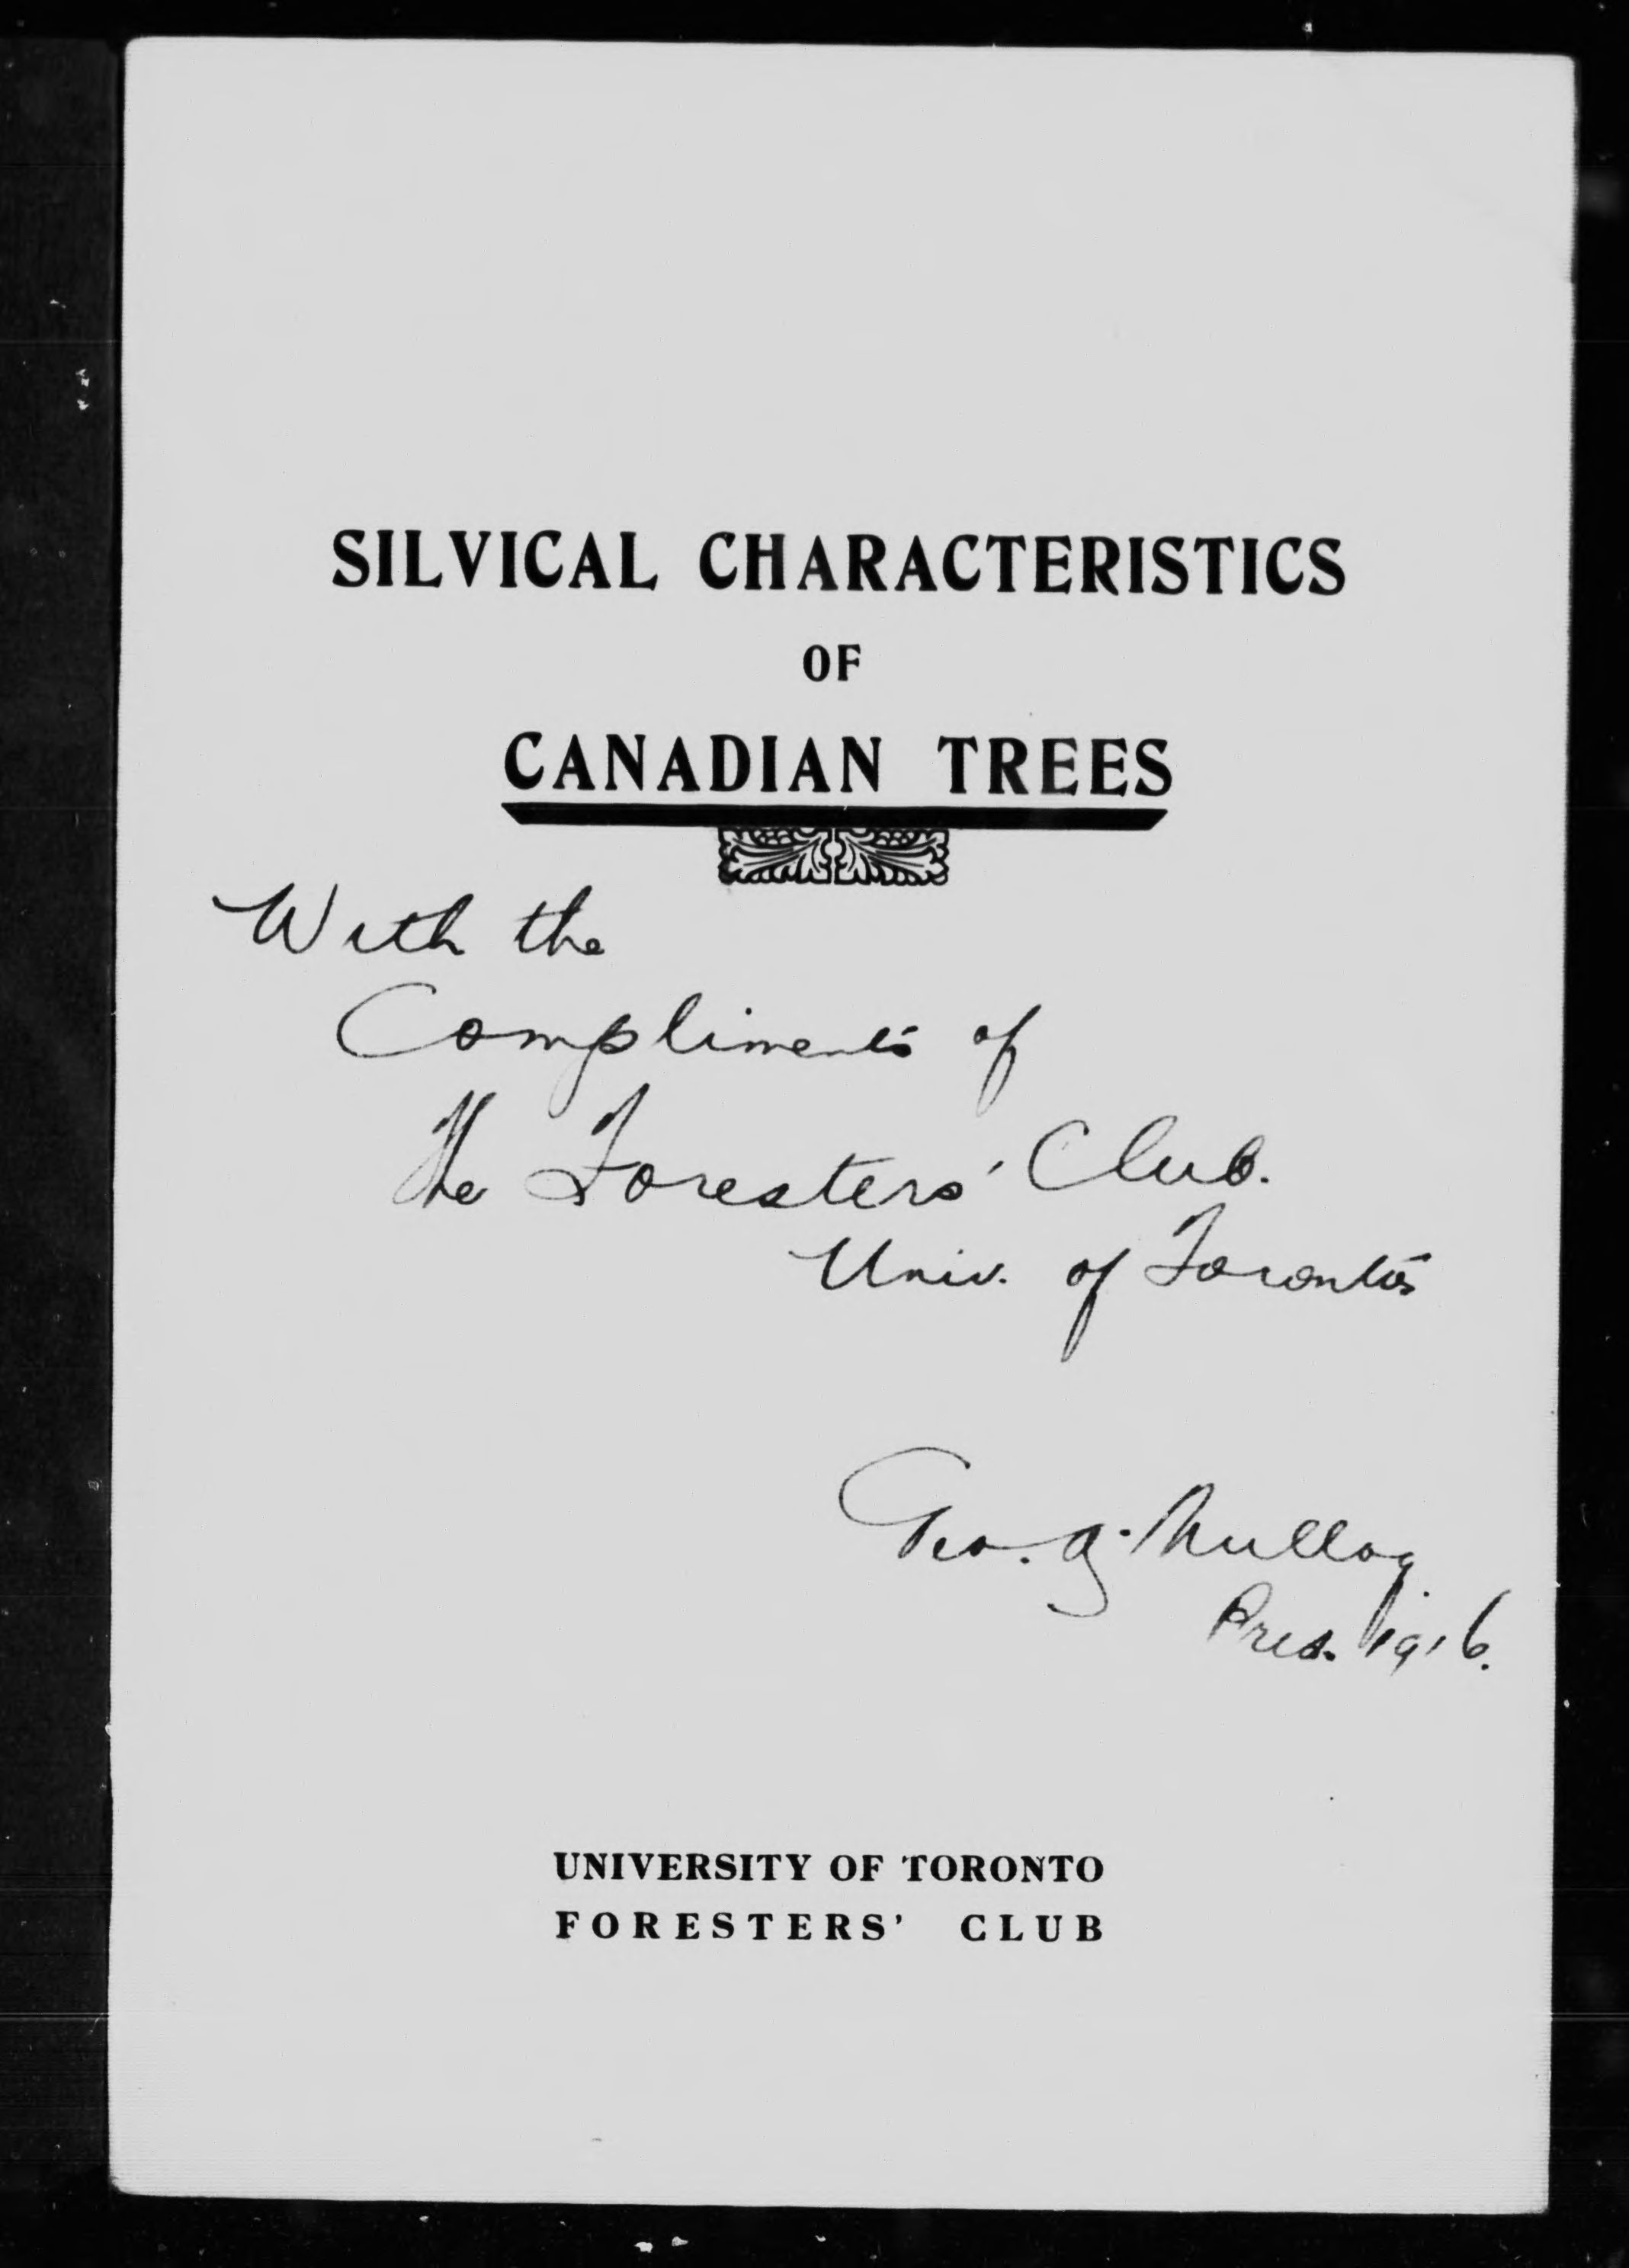 SILVICAL CHARACTERISTICS
OF
CANADIAN TREES
With the
Compliments of
The Foresters' Club.
Univ. of Toronto
Geo. A. Mulloy
Pres. 1916.
UNIVERSITY OF TORONTO
FORESTERS' CLUB